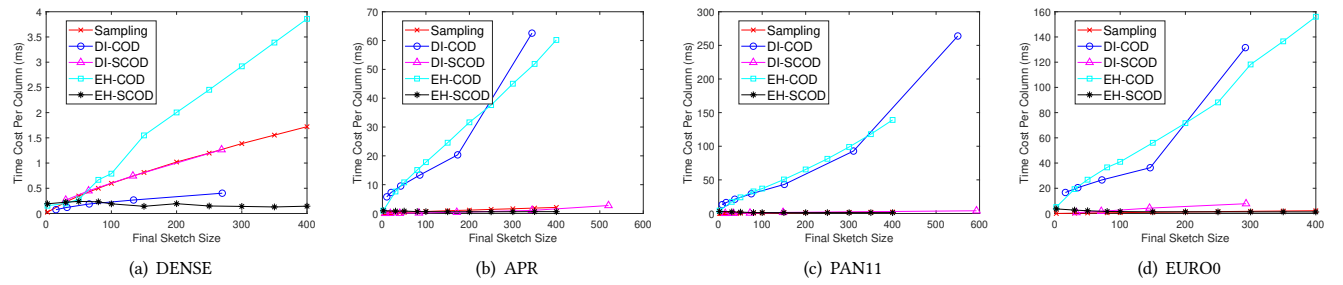 Time Cost Per Column (ms)
4
3.5
3
2.5
2
1.5
1
0.5
0
Sampling
DI-COD
DI-SCOD
EH-COD
EH-SCOD
0 50 100 150 200 250 300 350 400
Final Sketch Size
(a) DENSE
Time Cost Per Column (ms)
70
60
50
40
30
20
10
0
Sampling
DI-COD
DI-SCOD
EH-COD
EH-SCOD
0 100 200 300 400 500 600
Final Sketch Size
(b) APR
Time Cost Per Column (ms)
300
250
200
150
100
50
0
Sampling
DI-COD
DI-SCOD
EH-COD
EH-SCOD
0 100 200 300 400 500 600
Final Sketch Size
(c) PAN11
Time Cost Per Column (ms)
160
140
120
100
80
60
40
20
0
Sampling
DI-COD
DI-SCOD
EH-COD
EH-SCOD
0 100 200 300 400
Final Sketch Size
(d) EURO0